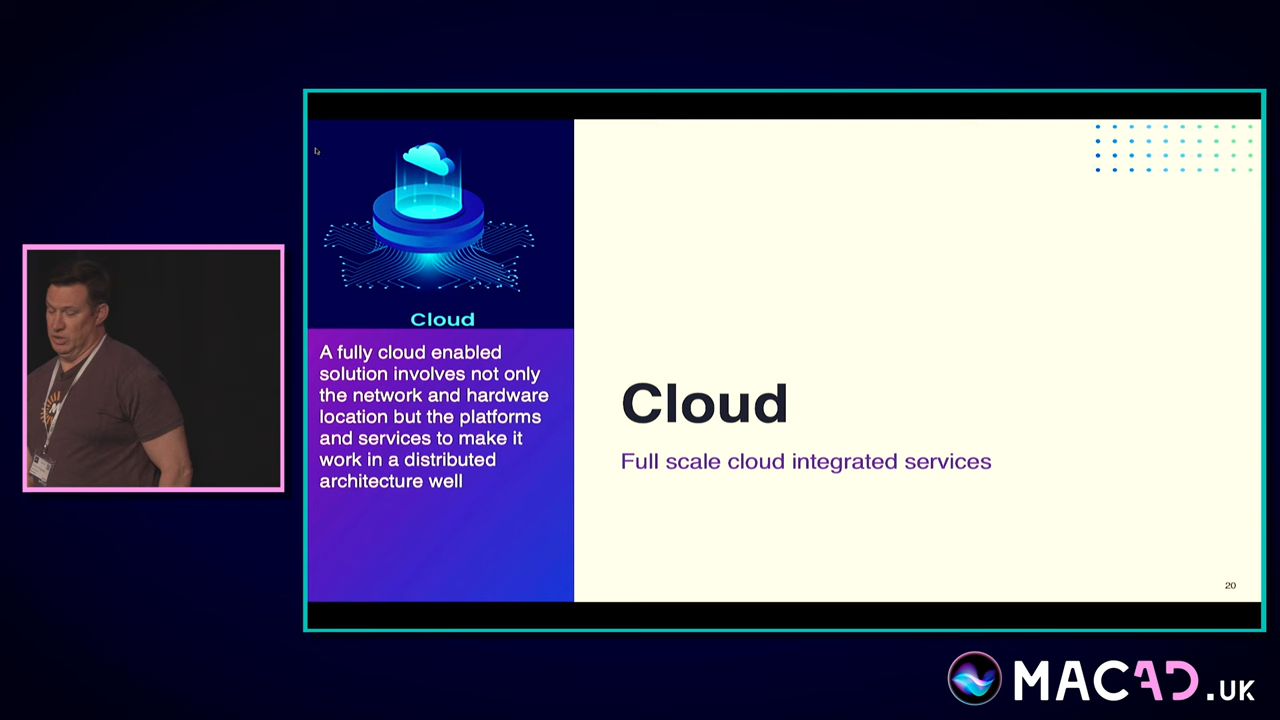 Cloud
A fully cloud enabled
solution involves not only
the network and hardware
location but the platforms
and services to make it
work in a distributed
architecture well
Cloud
Full scale cloud integrated services
20
MACAD.UK